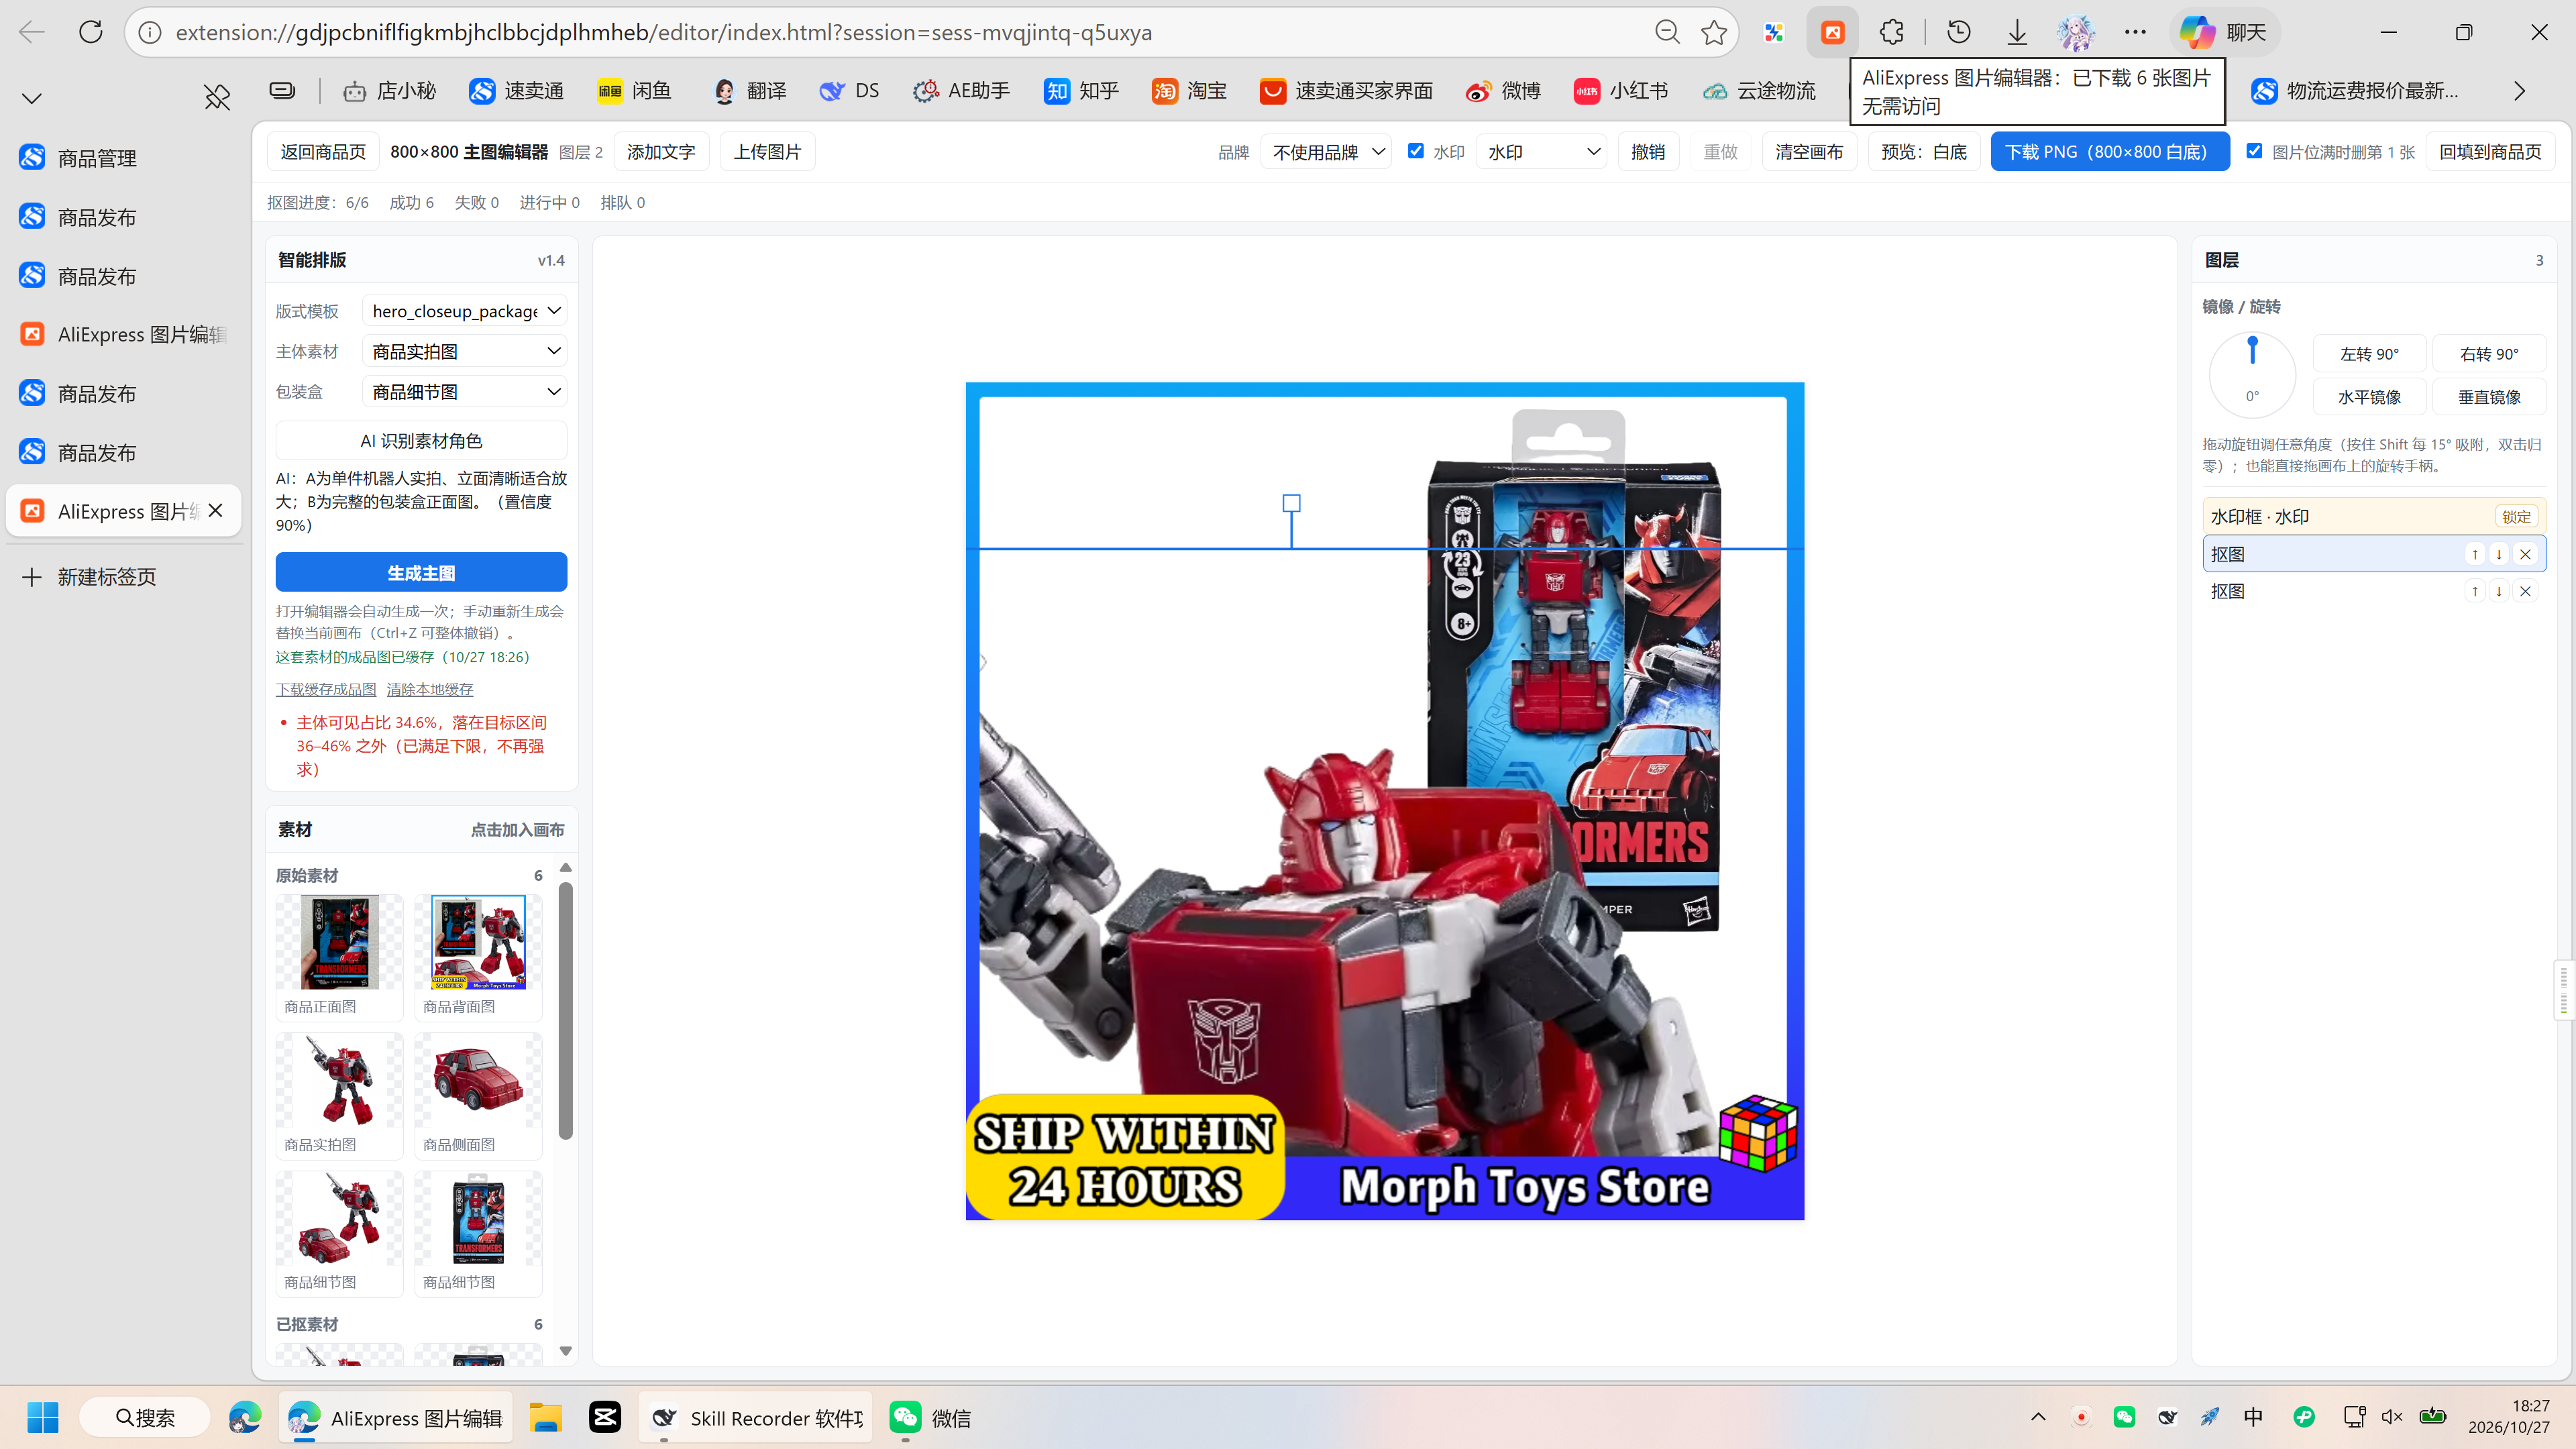 extension://gdjpcbniflfigkmbjhclbbcjdplhmheb/editor/index.html?session=sess-mvqjintq-q5uxya
聊天
店小秘
速卖通
闲鱼
翻译
DS
AE助手
知乎
淘宝
速卖通买家界面
微博
小红书
云途物流
AliExpress 图片编辑器：已下载 6 张图片
无需访问
物流运费报价最新...
商品管理
商品发布
商品发布
AliExpress 图片编辑
商品发布
商品发布
AliExpress 图片编
新建标签页
返回商品页
800×800 主图编辑器
图层 2
添加文字
上传图片
品牌
不使用品牌
水印
水印
撤销
重做
清空画布
预览：白底
下载 PNG（800×800 白底）
图片位满时删第 1 张
回填到商品页
抠图进度：6/6 成功 6 失败 0 进行中 0 排队 0
智能排版
v1.4
版式模板
hero_closeup_package
主体素材
商品实拍图
包装盒
商品细节图
AI 识别素材角色
AI：A为单件机器人实拍、立面清晰适合放
大；B为完整的包装盒正面图。（置信度
90%）
生成主图
打开编辑器会自动生成一次；手动重新生成会
替换当前画布（Ctrl+Z 可整体撤销）。
这套素材的成品图已缓存（10/27 18:26）
下载缓存成品图 清除本地缓存
主体可见占比 34.6%，落在目标区间
36–46% 之外（已满足下限，不再强
求）
素材
点击加入画布
原始素材
6
商品正面图
商品背面图
商品实拍图
商品侧面图
商品细节图
商品细节图
已抠素材
6
23
8+
TRANSFORMERS
Hasbro
SHIP WITHIN
24 HOURS
Morph Toys Store
图层
3
镜像 / 旋转
0°
左转 90°
右转 90°
水平镜像
垂直镜像
拖动旋钮调任意角度（按住 Shift 每 15° 吸附，双击归
零）；也能直接拖画布上的旋转手柄。
水印框 · 水印
锁定
抠图
抠图
搜索
AliExpress 图片编辑
Skill Recorder 软件功
微信
中
18:27
2026/10/27